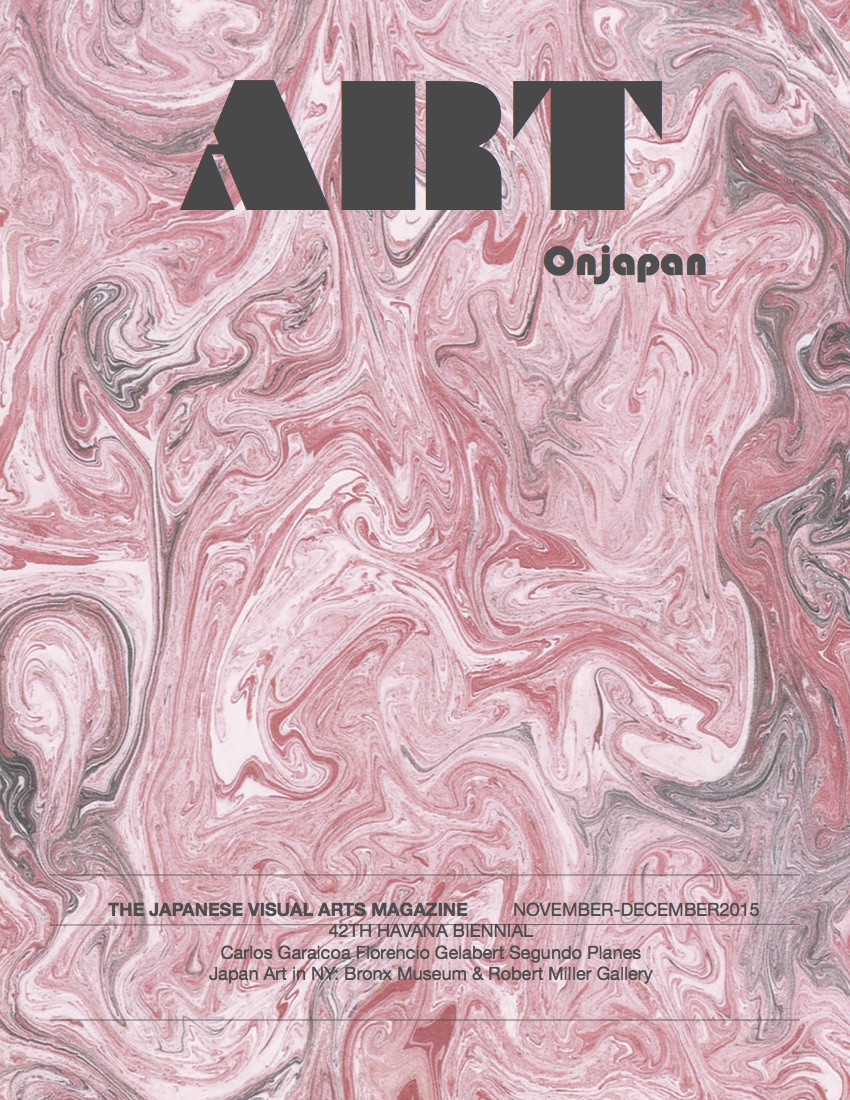 ART
Onjapan
THE JAPANESE VISUAL ARTS MAGAZINE NOVEMBER-DECEMBER2015
42TH HAVANA BIENNIAL
Carlos Garaicoa Florencio Gelabert Segundo Planes
Japan Art in NY: Bronx Museum & Robert Miller Gallery